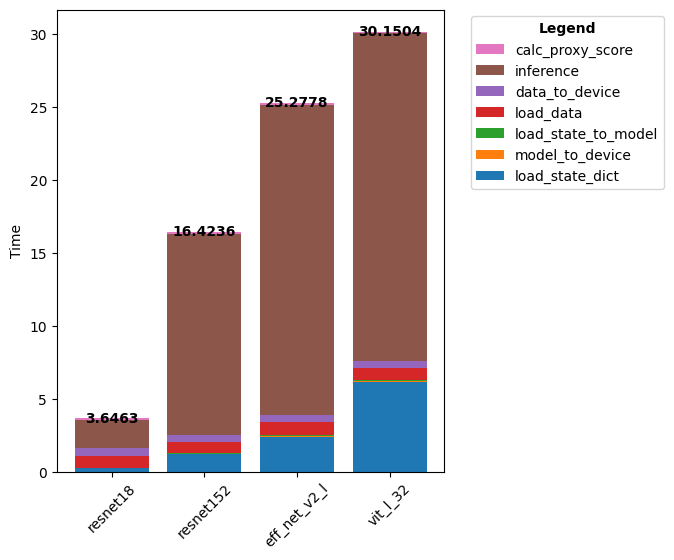 30.1504
25.2778
16.4236
3.6463
Time
30
25
20
15
10
5
0
resnet18
resnet152
eff_net_v2_l
vit_l_32
Legend
calc_proxy_score
inference
data_to_device
load_data
load_state_to_model
model_to_device
load_state_dict